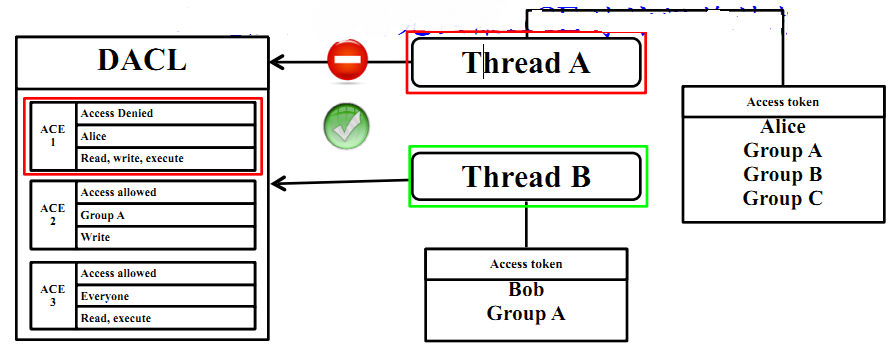 DACL
ACE
1
Access Denied
Alice
Read, write, execute
ACE
2
Access allowed
Group A
Write
ACE
3
Access allowed
Everyone
Read, execute
Thread A
Thread B
Access token
Bob
Group A
Access token
Alice
Group A
Group B
Group C